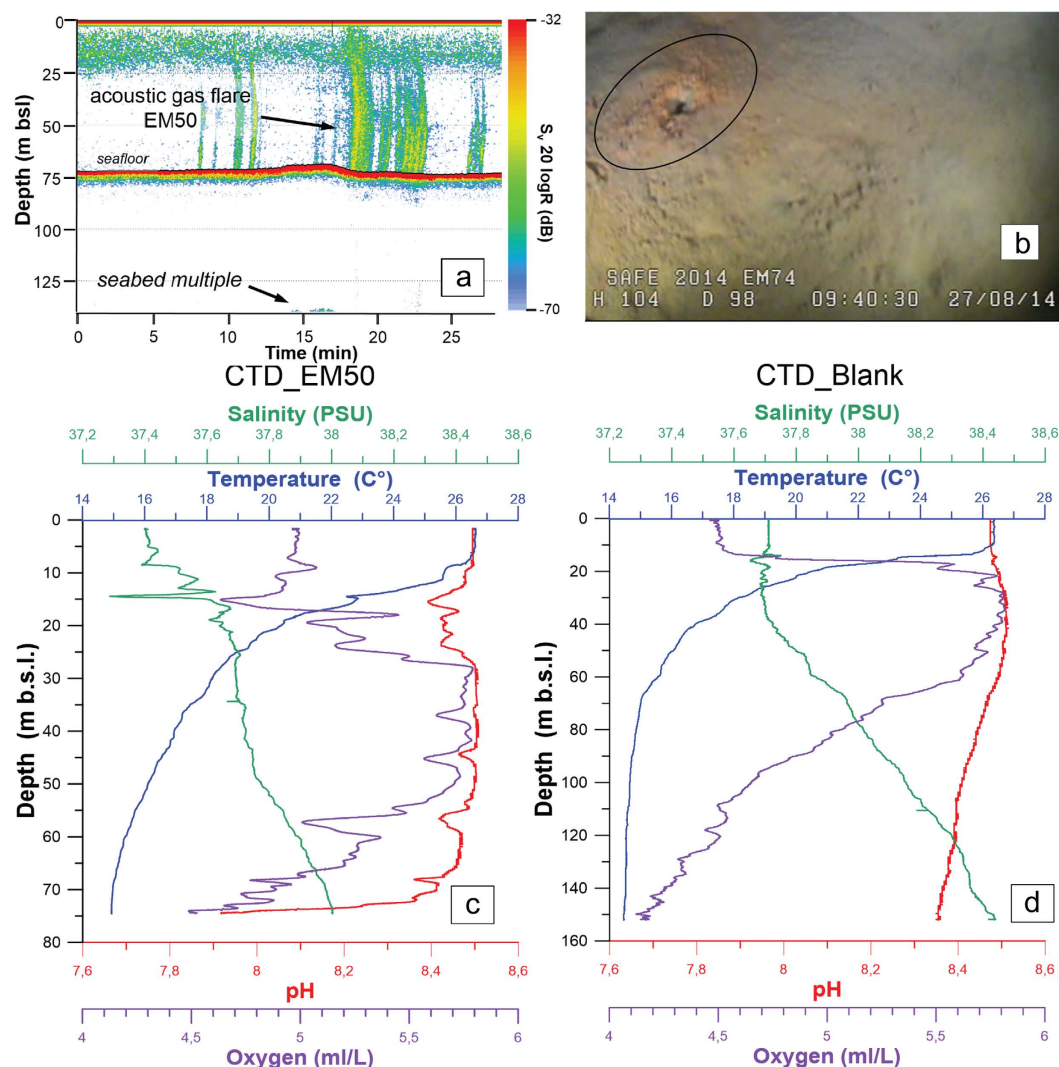 0
25
50
75
100
125
Depth (m bsl)
acoustic gas flare
EM50
seafloor
seabed multiple
a
0 5 10 15 20 25
Time (min)
-32
Sv 20 logR (dB)
-70
b
SAFE 2014 EM74
H 104 D 98 09:40:30 27/08/14
CTD_EM50
Salinity (PSU)
37,2 37,4 37,6 37,8 38 38,2 38,4 38,6
Temperature (C°)
14 16 18 20 22 24 26 28
0
10
20
30
40
50
60
70
80
Depth (m b.s.l.)
c
7,6 7,8 8 8,2 8,4 8,6
pH
4 4,5 5 5,5 6
Oxygen (ml/L)
CTD_Blank
Salinity (PSU)
37,2 37,4 37,6 37,8 38 38,2 38,4 38,6
Temperature (C°)
14 16 18 20 22 24 26 28
0
20
40
60
80
100
120
140
160
Depth (m b.s.l.)
d
7,6 7,8 8 8,2 8,4 8,6
pH
4 4,5 5 5,5 6
Oxygen (ml/L)